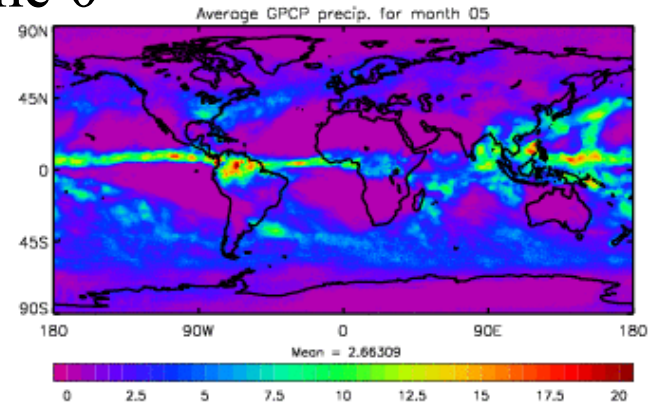 Average GPCP precip. for month 05
90N
45N
0
45S
90S
180 90W 0 90E 180
Mean = 2.66309
0 2.5 5 7.5 10 12.5 15 17.5 20